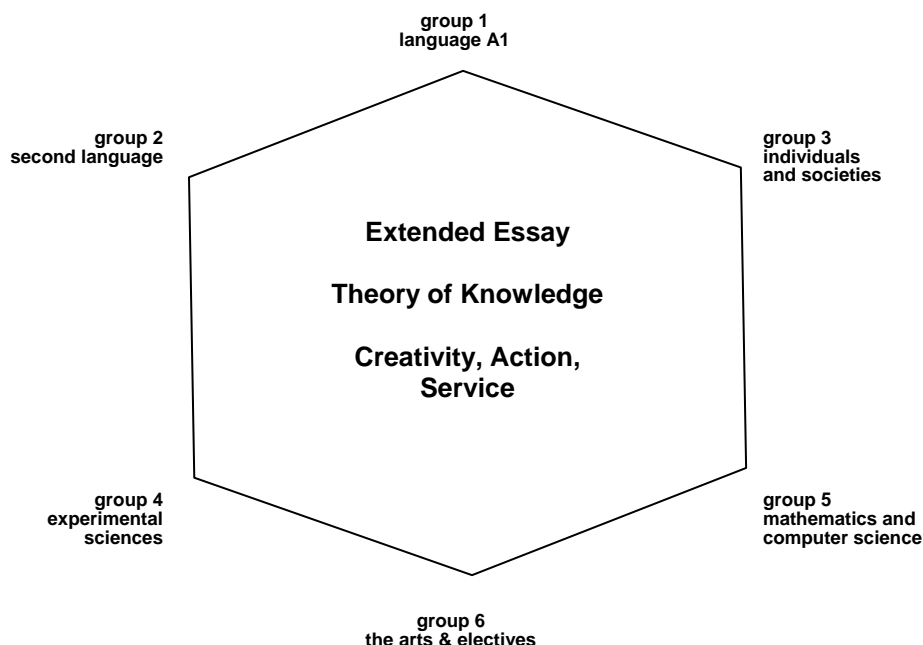 group 1
language A1
group 2
second language
group 3
individuals
and societies
Extended Essay
Theory of Knowledge
Creativity, Action,
Service
group 4
experimental
sciences
group 5
mathematics and
computer science
group 6
the arts & electives